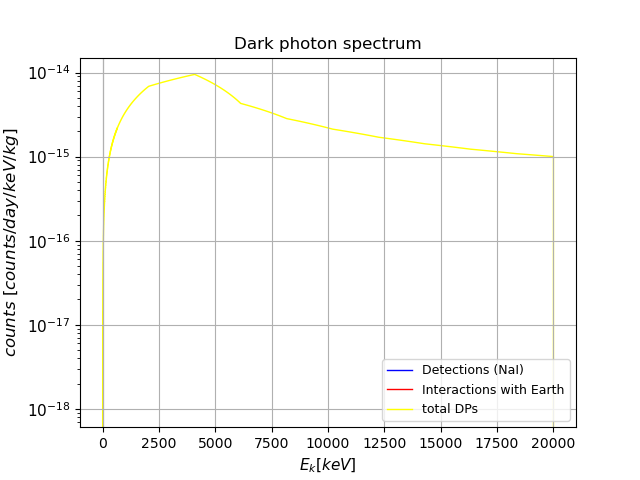 Dark photon spectrum
counts [counts/day/keV/kg]
10⁻¹⁴
10⁻¹⁵
10⁻¹⁶
10⁻¹⁷
10⁻¹⁸
Detections (NaI)
Interactions with Earth
total DPs
0 2500 5000 7500 10000 12500 15000 17500 20000
Eₖ[keV]